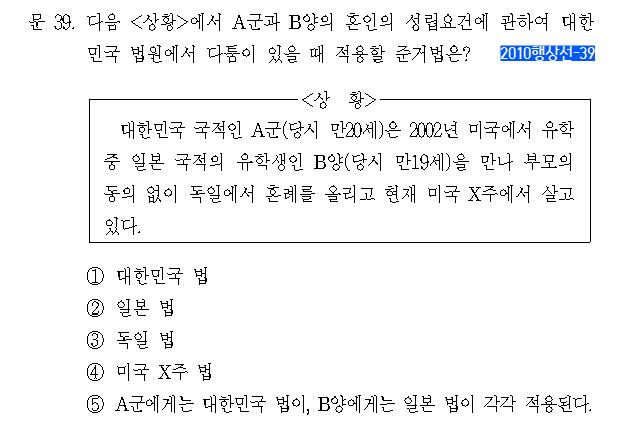 문 39. 다음 <상황>에서 A군과 B양의 혼인의 성립요건에 관하여 대한
민국 법원에서 다툼이 있을 때 적용할 준거법은? 2010행상선-39
<상 황>
대한민국 국적인 A군(당시 만20세)은 2002년 미국에서 유학
중 일본 국적의 유학생인 B양(당시 만19세)을 만나 부모의
동의 없이 독일에서 혼례를 올리고 현재 미국 X주에서 살고
있다.
① 대한민국 법
② 일본 법
③ 독일 법
④ 미국 X주 법
⑤ A군에게는 대한민국 법이, B양에게는 일본 법이 각각 적용된다.